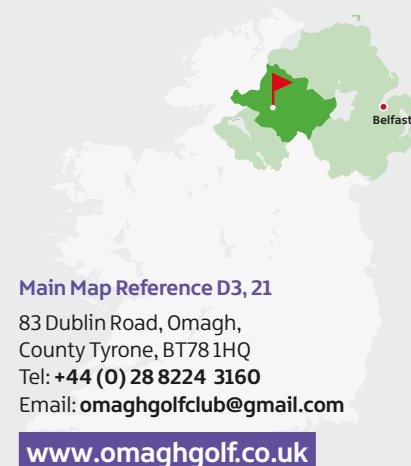 Belfast
Main Map Reference D3, 21
83 Dublin Road, Omagh,
County Tyrone, BT78 1HQ
Tel: +44 (0) 28 8224 3160
Email: omaghgolfclub@gmail.com
www.omaghgolf.co.uk